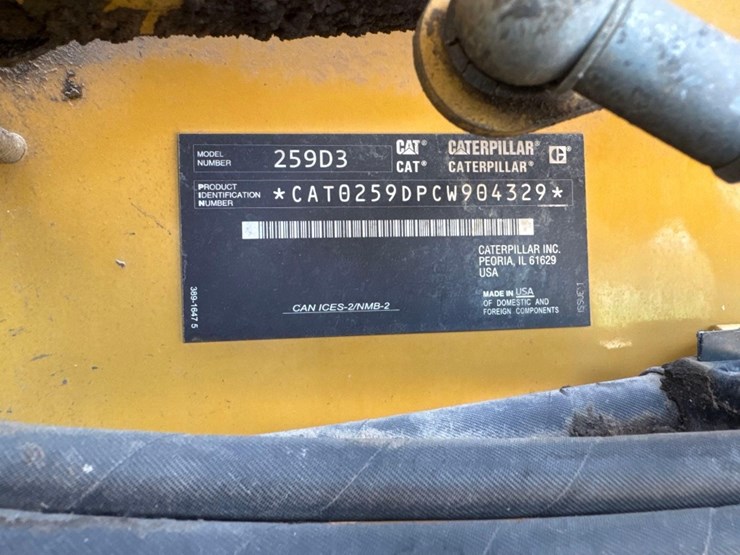 MODEL NUMBER 259D3 CAT® CATERPILLAR®
CAT® CATERPILLAR® C
PRODUCT IDENTIFICATION NUMBER *CAT0259DPCW904329*
CATERPILLAR INC.
PEORIA, IL 61629
USA
MADE IN USA
OF DOMESTIC AND
FOREIGN COMPONENTS
CAN ICES-2/NMB-2
369-1647 5
ISSUE 1